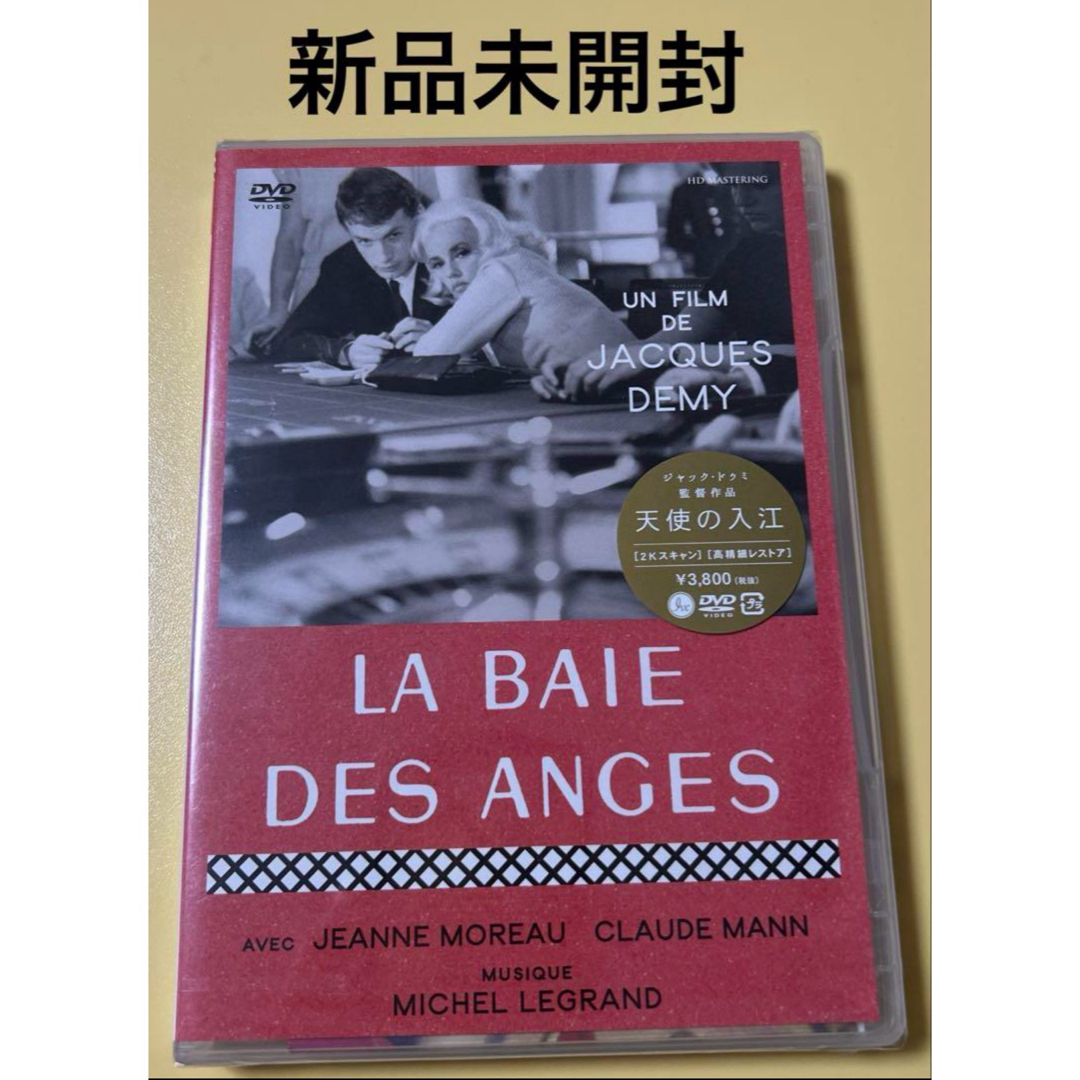 新品未開封
DVD
VIDEO
HD MASTERING
UN FILM
DE
JACQUES
DEMY
ジャック・ドゥミ
監督作品
天使の入江
[2Kスキャン] [高精細レストア]
¥3,800(税抜)
ivc DVD
VIDEO
LA BAIE
DES ANGES
AVEC JEANNE MOREAU CLAUDE MANN
MUSIQUE
MICHEL LEGRAND